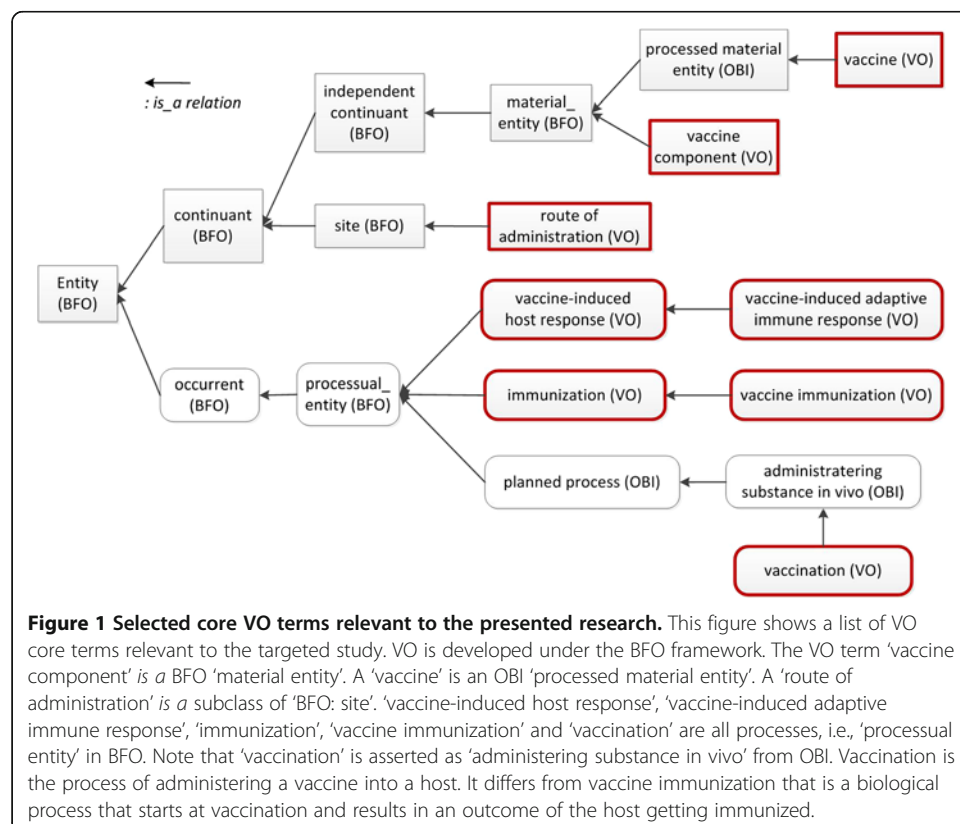 processed material
entity (OBI)
vaccine (VO)
: is_a relation
independent
continuant
(BFO)
material_
entity (BFO)
vaccine
component (VO)
continuant
(BFO)
site (BFO)
route of
administration (VO)
Entity
(BFO)
vaccine-induced
host response (VO)
vaccine-induced adaptive
immune response (VO)
occurrent
(BFO)
processual_
entity (BFO)
immunization (VO)
vaccine immunization (VO)
planned process (OBI)
administratering
substance in vivo (OBI)
vaccination (VO)
Figure 1 Selected core VO terms relevant to the presented research. This figure shows a list of VO
core terms relevant to the targeted study. VO is developed under the BFO framework. The VO term ‘vaccine
component’ is a BFO ‘material entity’. A ‘vaccine’ is an OBI ‘processed material entity’. A ‘route of
administration’ is a subclass of ‘BFO: site’. ‘vaccine-induced host response’, ‘vaccine-induced adaptive
immune response’, ‘immunization’, ‘vaccine immunization’ and ‘vaccination’ are all processes, i.e., ‘processual
entity’ in BFO. Note that ‘vaccination’ is asserted as ‘administering substance in vivo’ from OBI. Vaccination is
the process of administering a vaccine into a host. It differs from vaccine immunization that is a biological
process that starts at vaccination and results in an outcome of the host getting immunized.